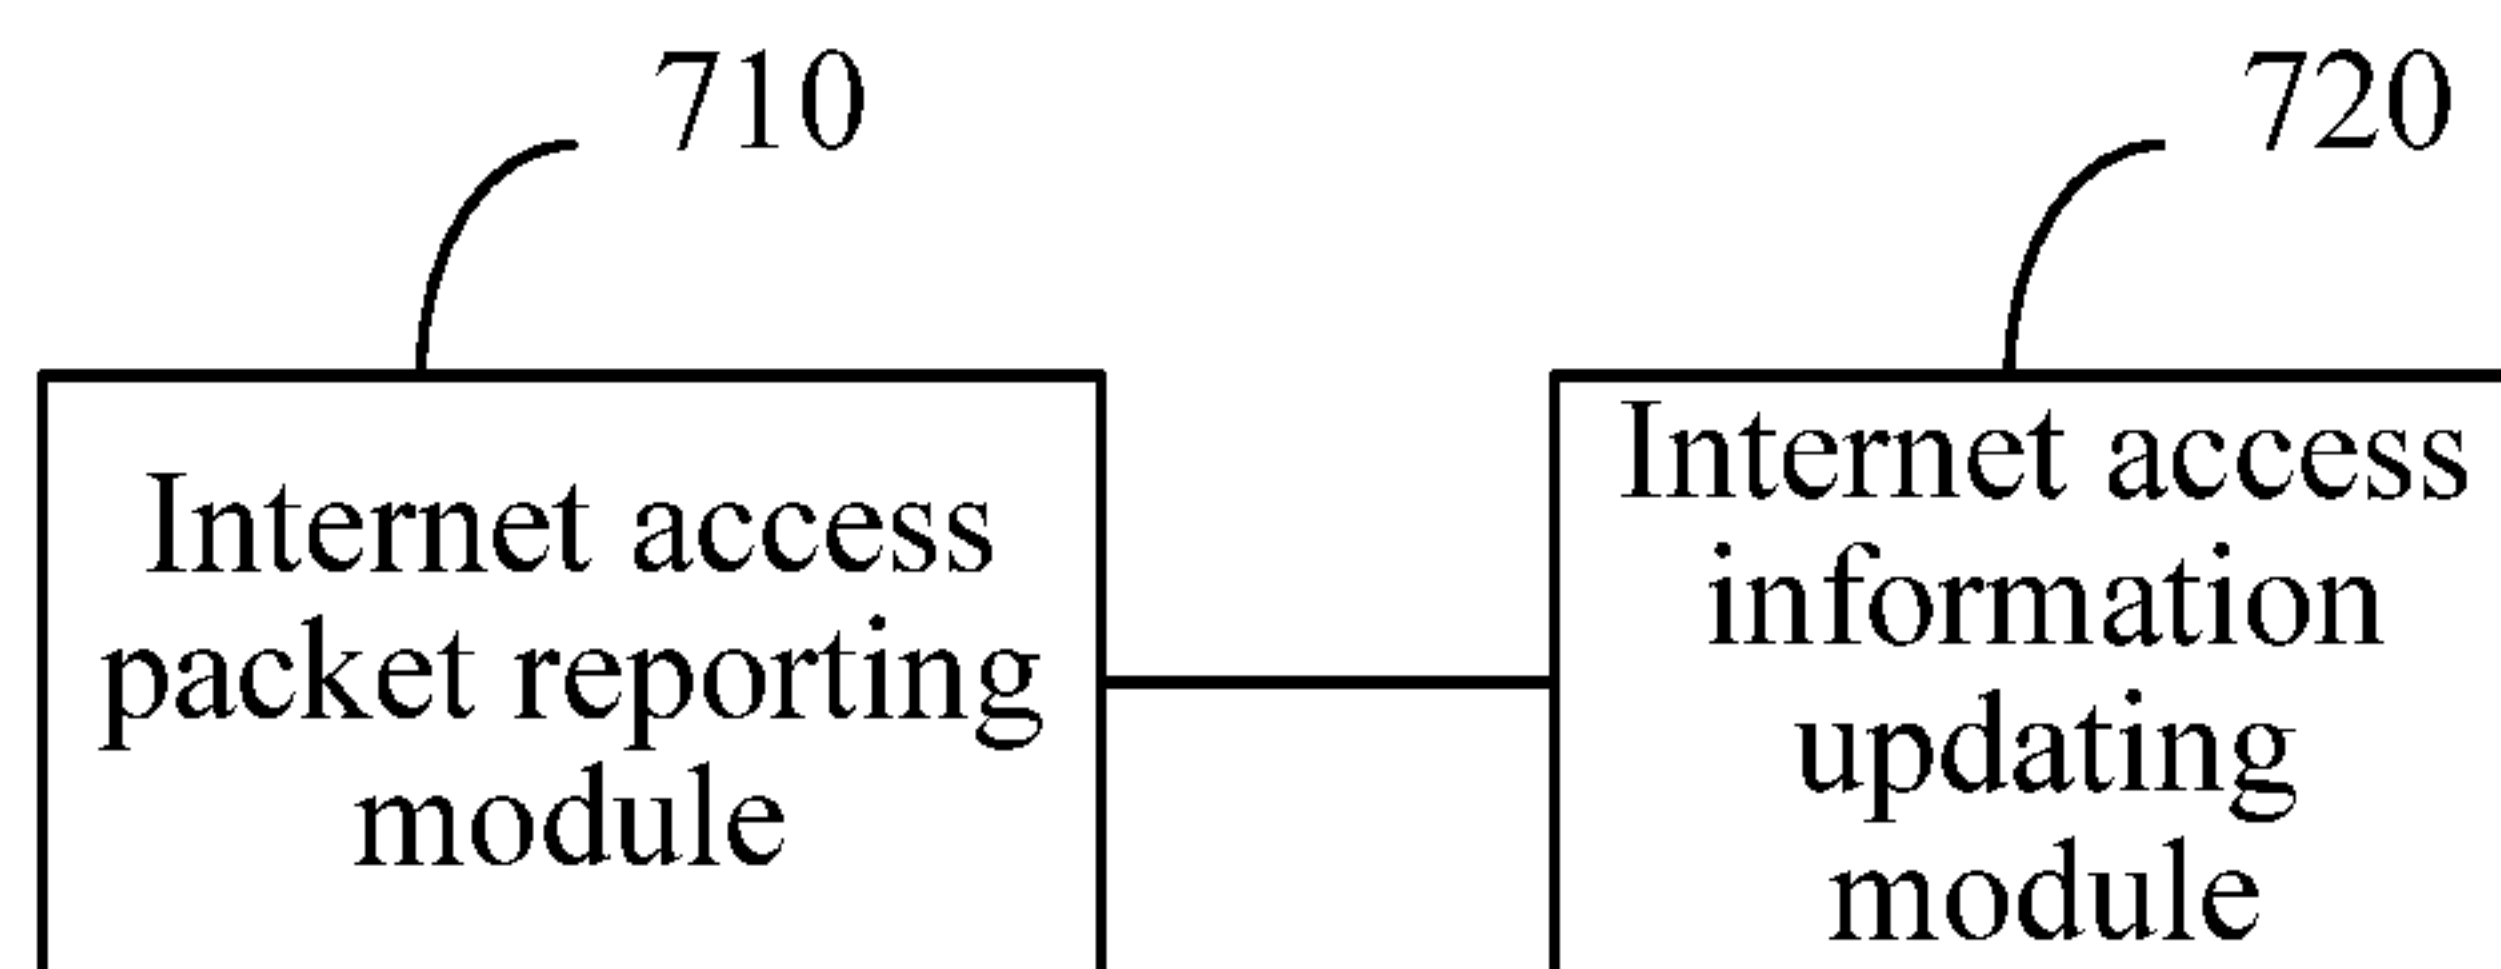 710
720
Internet access
packet reporting
module
Internet access
information
updating
module